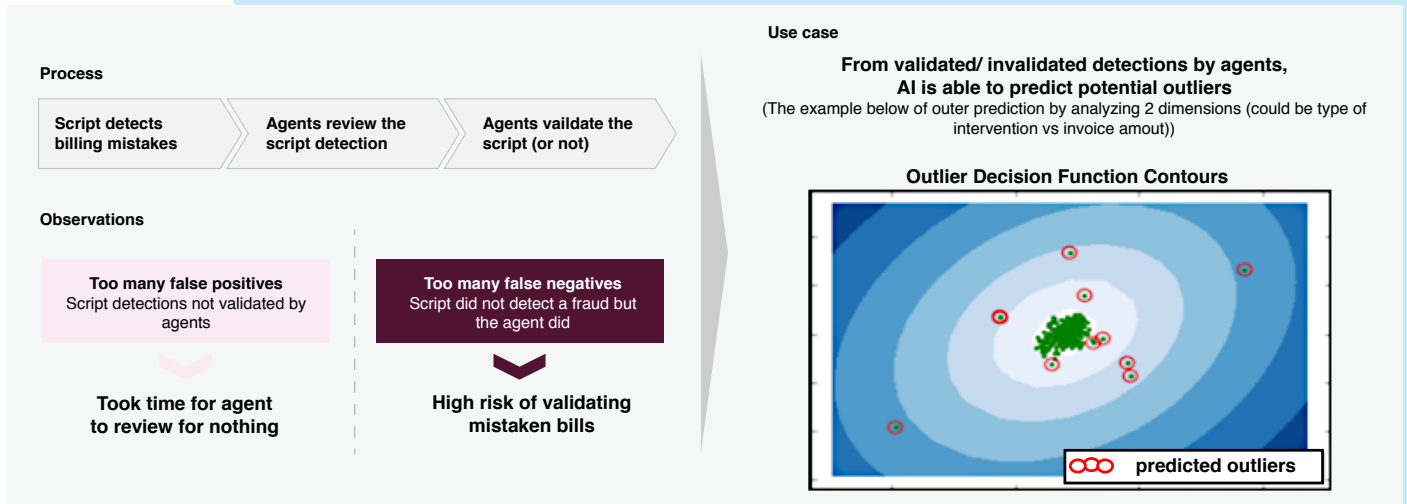 Process
Script detects
billing mistakes
Agents review the
script detection
Agents vaildate the
script (or not)
Observations
Too many false positives
Script detections not validated by
agents
Took time for agent
to review for nothing
Too many false negatives
Script did not detect a fraud but
the agent did
High risk of validating
mistaken bills
Use case
From validated/ invalidated detections by agents,
AI is able to predict potential outliers
(The example below of outer prediction by analyzing 2 dimensions (could be type of
intervention vs invoice amout))
Outlier Decision Function Contours
predicted outliers